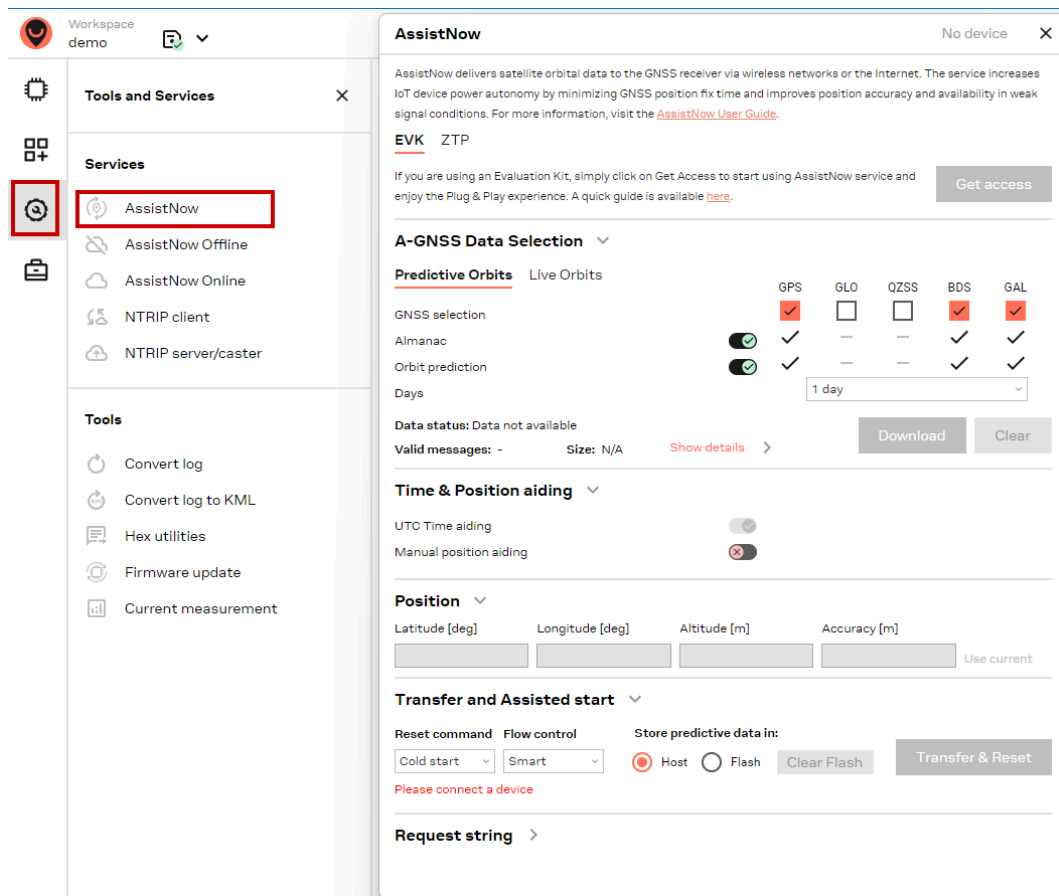 Workspace
demo
Tools and Services
Services
AssistNow
AssistNow Offline
AssistNow Online
NTRIP client
NTRIP server/caster
Tools
Convert log
Convert log to KML
Hex utilities
Firmware update
Current measurement
AssistNow No device
AssistNow delivers satellite orbital data to the GNSS receiver via wireless networks or the Internet. The service increases
IoT device power autonomy by minimizing GNSS position fix time and improves position accuracy and availability in weak
signal conditions. For more information, visit the AssistNow User Guide.
EVK ZTP
If you are using an Evaluation Kit, simply click on Get Access to start using AssistNow service and
enjoy the Plug & Play experience. A quick guide is available here.
Get access
A-GNSS Data Selection
Predictive Orbits Live Orbits
GPS GLO QZSS BDS GAL
GNSS selection
Almanac
Orbit prediction
Days 1 day
Data status: Data not available
Valid messages: - Size: N/A Show details
Download Clear
Time & Position aiding
UTC Time aiding
Manual position aiding
Position
Latitude [deg] Longitude [deg] Altitude [m] Accuracy [m]
Use current
Transfer and Assisted start
Reset command Flow control Store predictive data in:
Cold start Smart Host Flash Clear Flash Transfer & Reset
Please connect a device
Request string